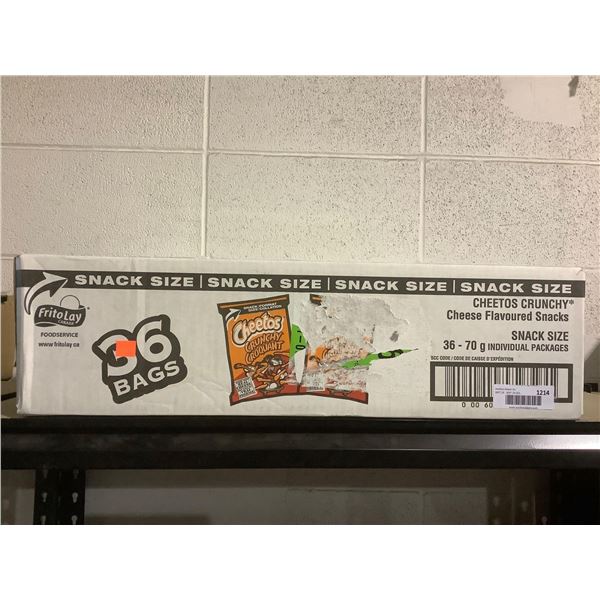 SNACK SIZE | SNACK SIZE | SNACK SIZE | SNACK SIZE
FritoLay
CANADA
FOODSERVICE
www.fritolay.ca
36
BAGS
Cheetos
CRUNCHY
CROQUANT
CHEETOS CRUNCHY*
Cheese Flavoured Snacks
SNACK SIZE
36 - 70 g INDIVIDUAL PACKAGES
SCC CODE / CODE DE CAISSE D'EXPÉDITION
1214
0 00 60